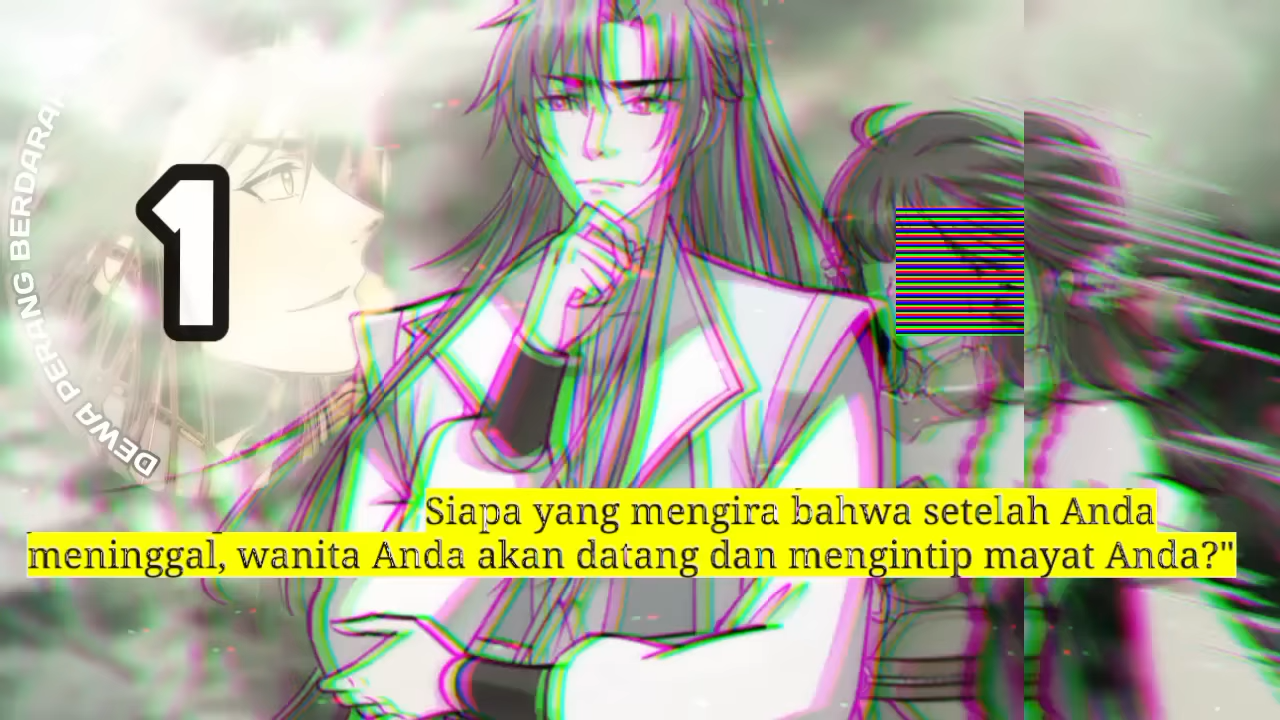 DEWA PERANG BERDARAH
1
Siapa yang mengira bahwa setelah Anda
meninggal, wanita Anda akan datang dan mengintip mayat Anda?"